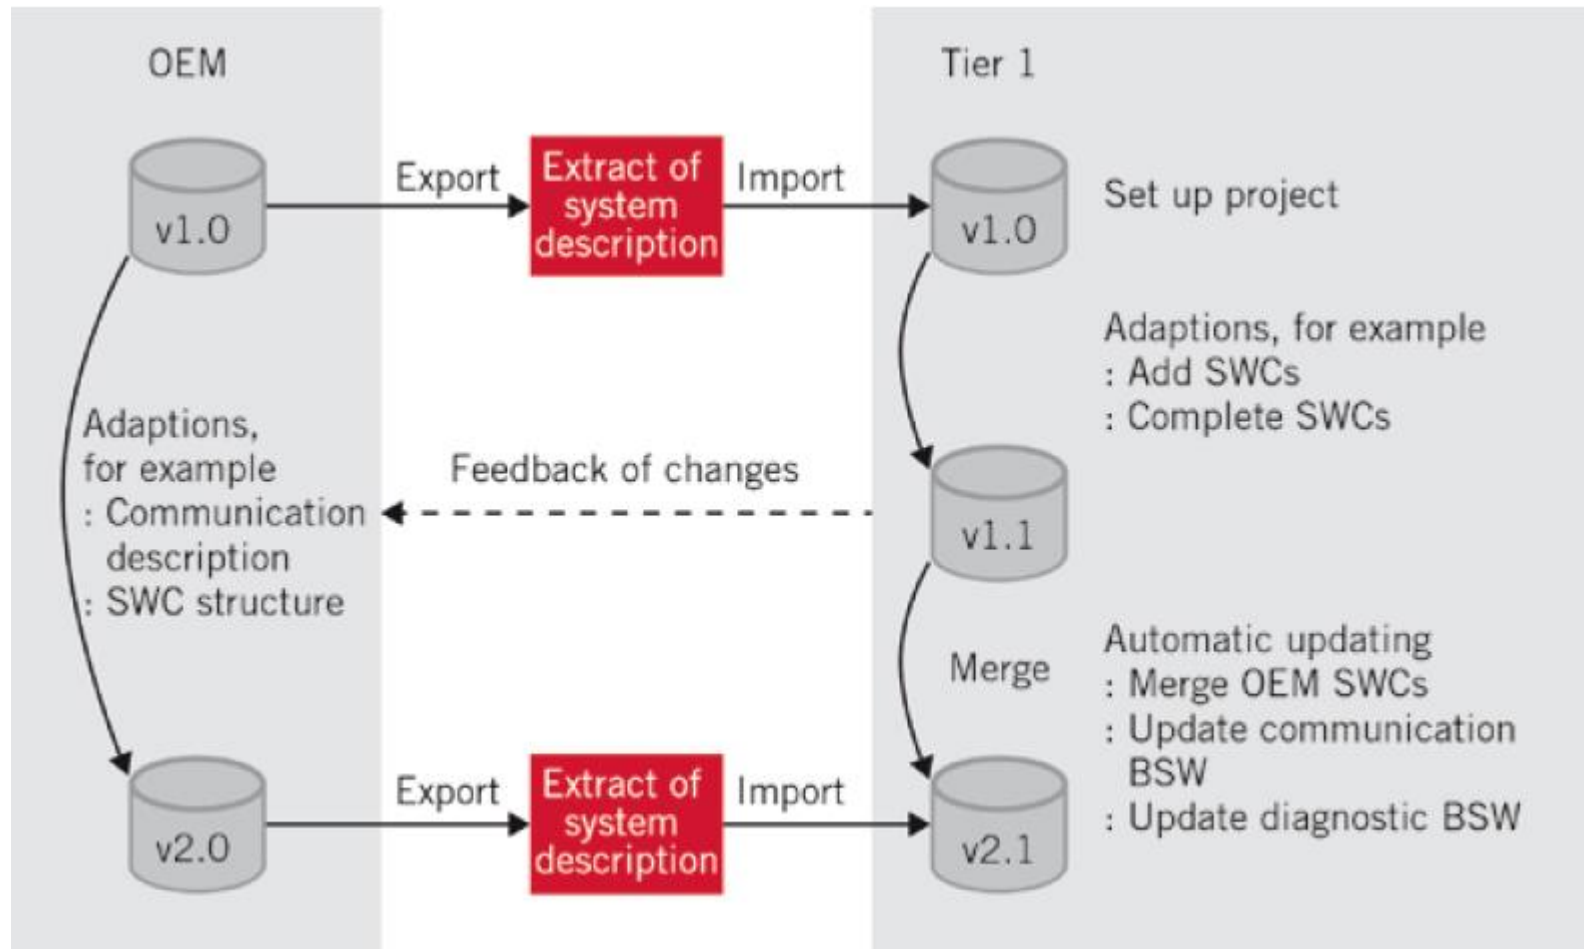 OEM
Tier 1
Export
Extract of
system
description
Import
v1.0
v1.0
Set up project
Adaptions, for example
: Add SWCs
: Complete SWCs
Adaptions,
for example
: Communication
description
: SWC structure
Feedback of changes
v1.1
Merge
Automatic updating
: Merge OEM SWCs
: Update communication
BSW
: Update diagnostic BSW
Export
Extract of
system
description
Import
v2.0
v2.1